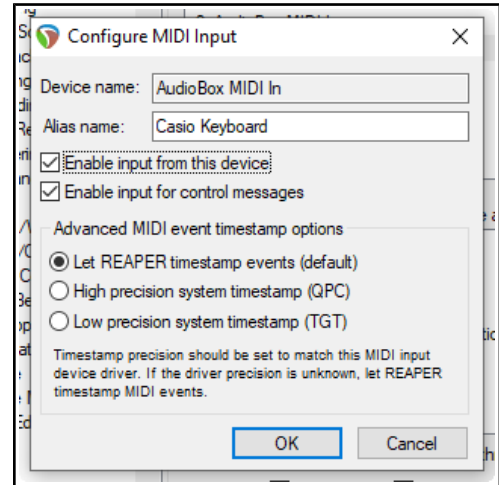 Configure MIDI Input
Device name: AudioBox MIDI In
Alias name: Casio Keyboard
Enable input from this device
Enable input for control messages
Advanced MIDI event timestamp options
Let REAPER timestamp events (default)
High precision system timestamp (QPC)
Low precision system timestamp (TGT)
Timestamp precision should be set to match this MIDI input
device driver. If the driver precision is unknown, let REAPER
timestamp MIDI events.
OK Cancel